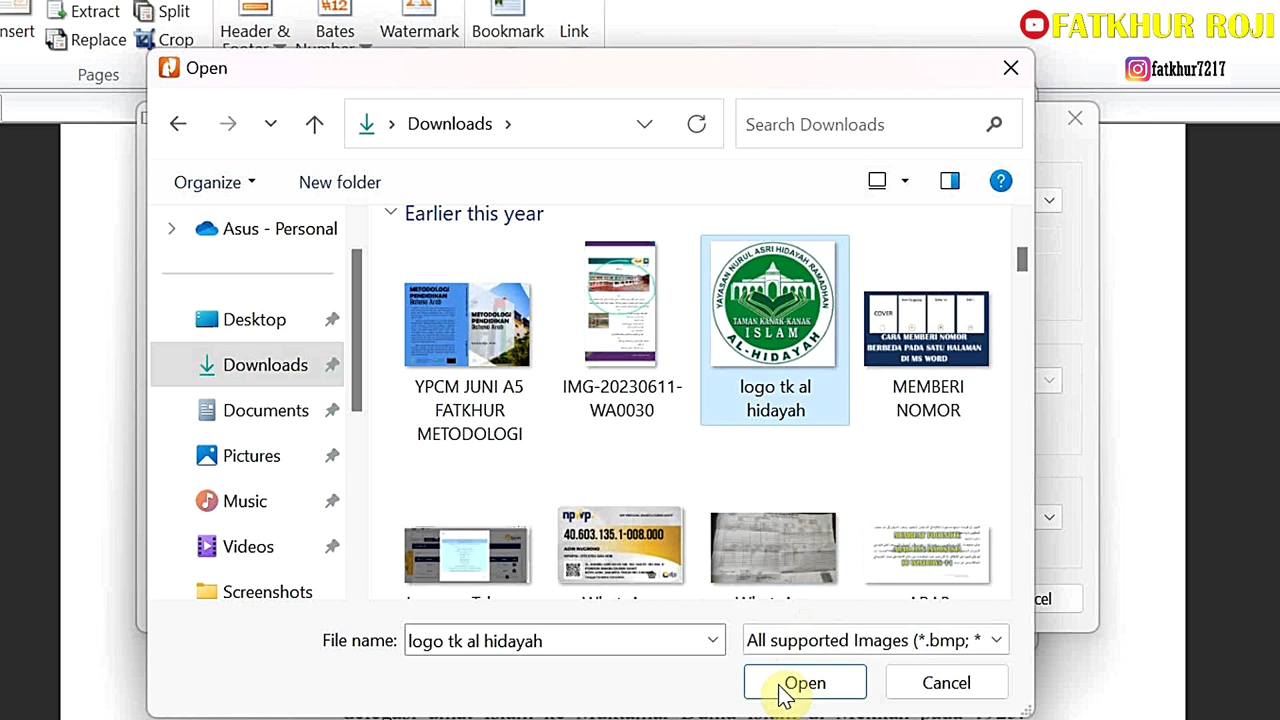 Extract
Split
Replace
Crop
Header &
Bates
Watermark
Bookmark
Link
Pages
FATKHUR ROJI
fatkhur7217
Open
Downloads
Search Downloads
Organize
New folder
Asus - Personal
Desktop
Downloads
Documents
Pictures
Music
Videos
Screenshots
Earlier this year
METODOLOGI
PENDIDIKAN
Bahasa Arab
YPCM JUNI A5
FATKHUR
METODOLOGI
IMG-20230611-
WA0030
YAYASAN NURUL ASRI HIDAYAH RAMADHAN
TAMAN KANAK-KANAK
ISLAM
AL-HIDAYAH
logo tk al
hidayah
COVER
CARA MEMBERI NOMOR
BERBEDA PADA SATU HALAMAN
DI MS WORD
MEMBERI
NOMOR
npwp
40.603.135.1-008.000
File name:
logo tk al hidayah
All supported Images (*.bmp; *
Open
Cancel